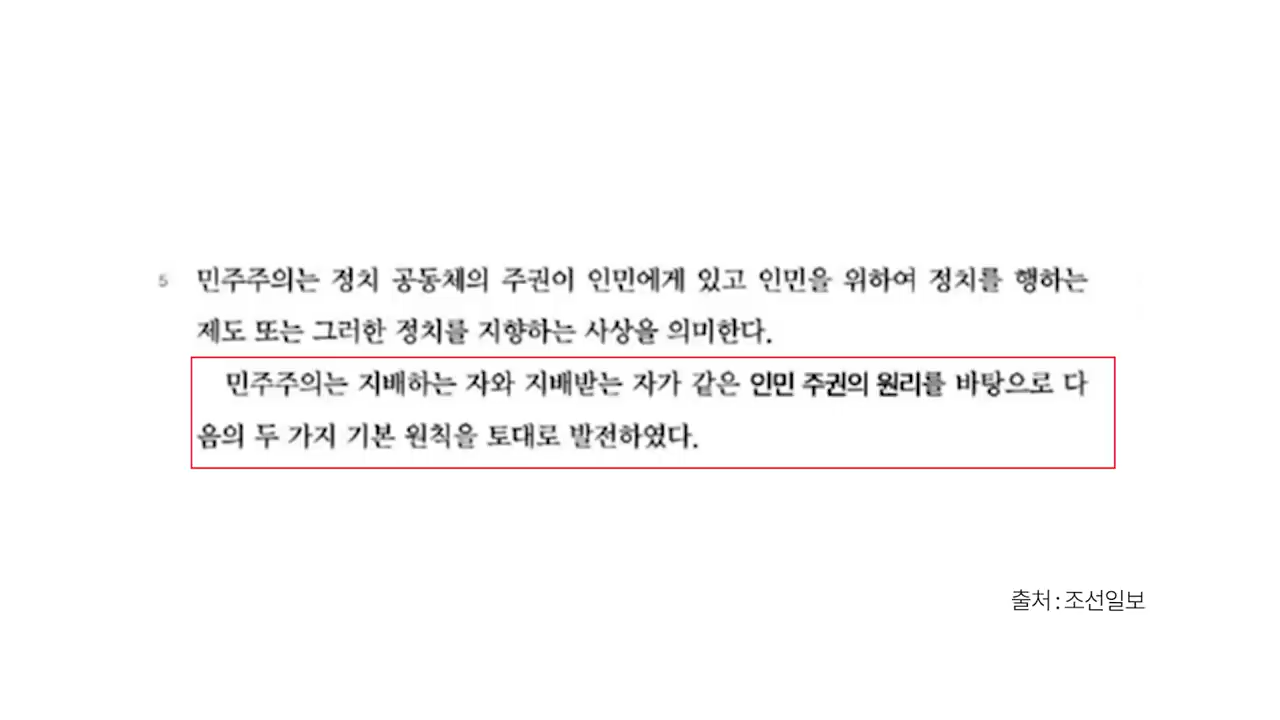 5 민주주의는 정치 공동체의 주권이 인민에게 있고 인민을 위하여 정치를 행하는
제도 또는 그러한 정치를 지향하는 사상을 의미한다.
민주주의는 지배하는 자와 지배받는 자가 같은 인민 주권의 원리를 바탕으로 다
음의 두 가지 기본 원칙을 토대로 발전하였다.
출처 : 조선일보